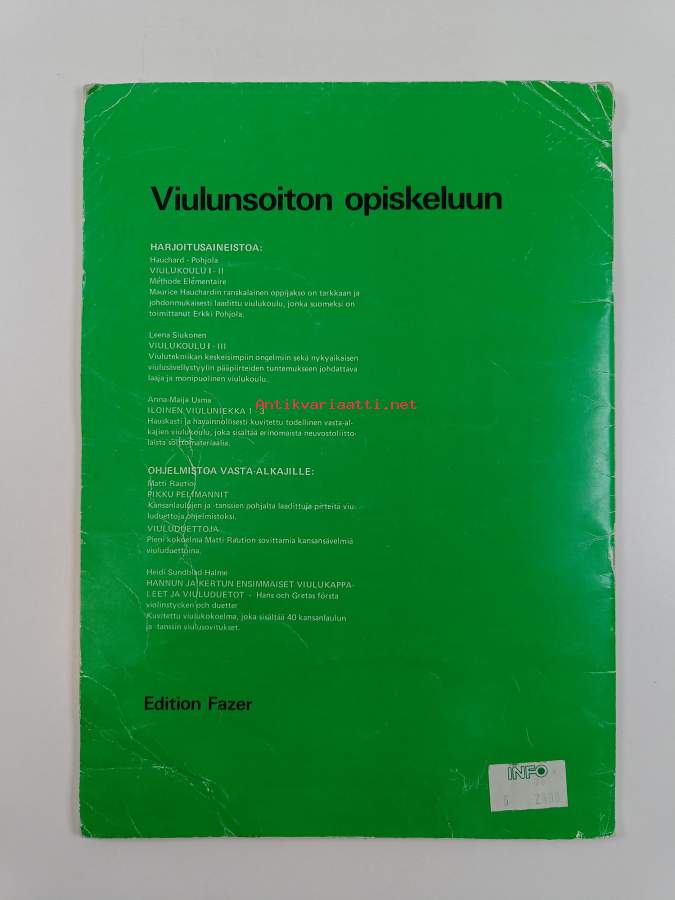 Viulunsoiton opiskeluun
HARJOITUSAINEISTOA:
Hauchard - Pohjola
VIULUKOULU I - II
Méthode Elémentaire
Maurice Hauchardin ranskalainen oppijakso on tarkkaan ja
johdonmukaisesti laadittu viulukoulu, jonka suomeksi on
toimittanut Erkki Pohjola.
Leena Siukonen
VIULUKOULU I - III
Viulutekniikan keskeisimpiin ongelmiin sekä nykyaikaisen
viulusävellystyylin pääpiirteiden tuntemukseen johdattava
laaja ja monipuolinen viulukoulu.
Anna-Maija Usma
Antikvariaatti.net
ILOINEN VIULUNIEKKA 1 - 3
Hauskasti ja havainnollisesti kuvitettu todellinen vasta-al-
kajien viulukoulu, joka sisältää erinomaista neuvostoliitto-
laista soittomateriaalia.
OHJELMISTOA VASTA-ALKAJILLE:
Matti Rautio
PIKKU PELIMANNIT
Kansanlaulujen ja -tanssien pohjalta laadittuja pirteitä viu-
luduettoja ohjelmistoksi.
VIULUDUETTOJA
Pieni kokoelma Matti Raution sovittamia kansansävelmiä
viuluduettoina.
Heidi Sundblad-Halme
HANNUN JA KERTUN ENSIMMAISET VIULUKAPPA-
LEET JA VIULUDUETOT - Hans och Gretas första
violinstycken och duetter
Kuvitettu viulukokoelma, joka sisältää 40 kansanlaulun
ja -tanssin viulusovitukset.
Edition Fazer
INFO